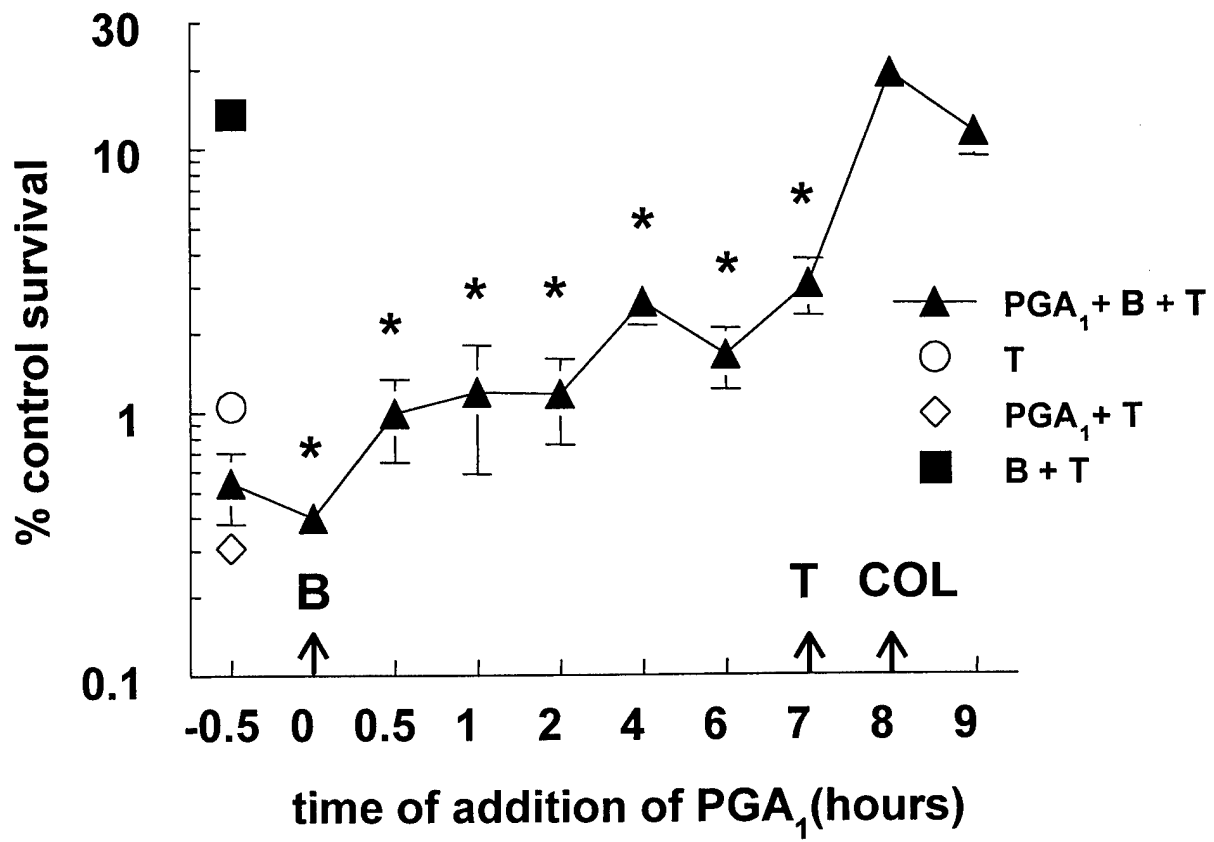 30
10
1
0.1
% control survival
* * * * * * *
PGA1+ B + T
T
PGA1+ T
B + T
B T COL
-0.5 0 0.5 1 2 4 6 7 8 9
time of addition of PGA1(hours)